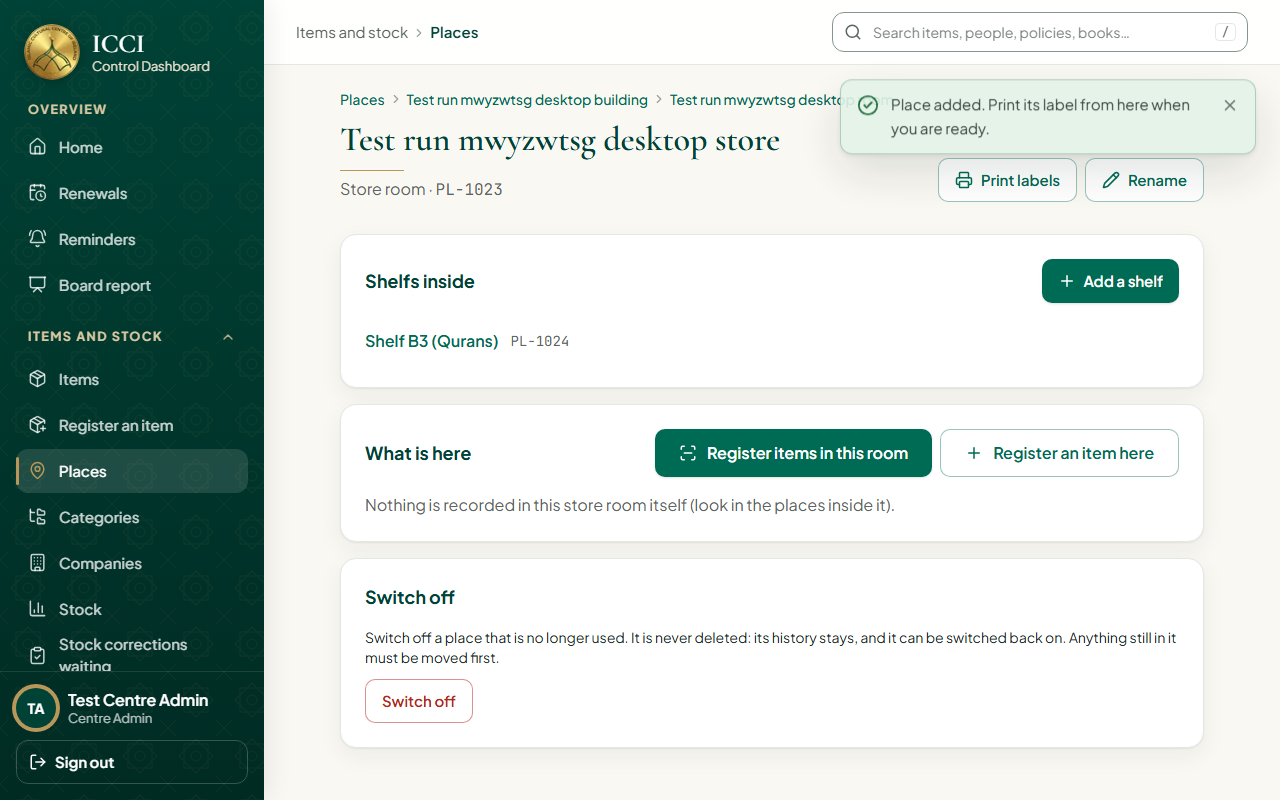 ICCI
Control Dashboard
OVERVIEW
Home
Renewals
Reminders
Board report
ITEMS AND STOCK
Items
Register an item
Places
Categories
Companies
Stock
Stock corrections
waiting
TA
Test Centre Admin
Centre Admin
Sign out
Items and stock > Places
Search items, people, policies, books…
/
Places > Test run mwyzwtsg desktop building > Test run mwyzwtsg
Place added. Print its label from here when
you are ready.
Test run mwyzwtsg desktop store
Store room · PL-1023
Print labels
Rename
Shelfs inside
Add a shelf
Shelf B3 (Qurans) PL-1024
What is here
Register items in this room
Register an item here
Nothing is recorded in this store room itself (look in the places inside it).
Switch off
Switch off a place that is no longer used. It is never deleted: its history stays, and it can be switched back on. Anything still in it
must be moved first.
Switch off